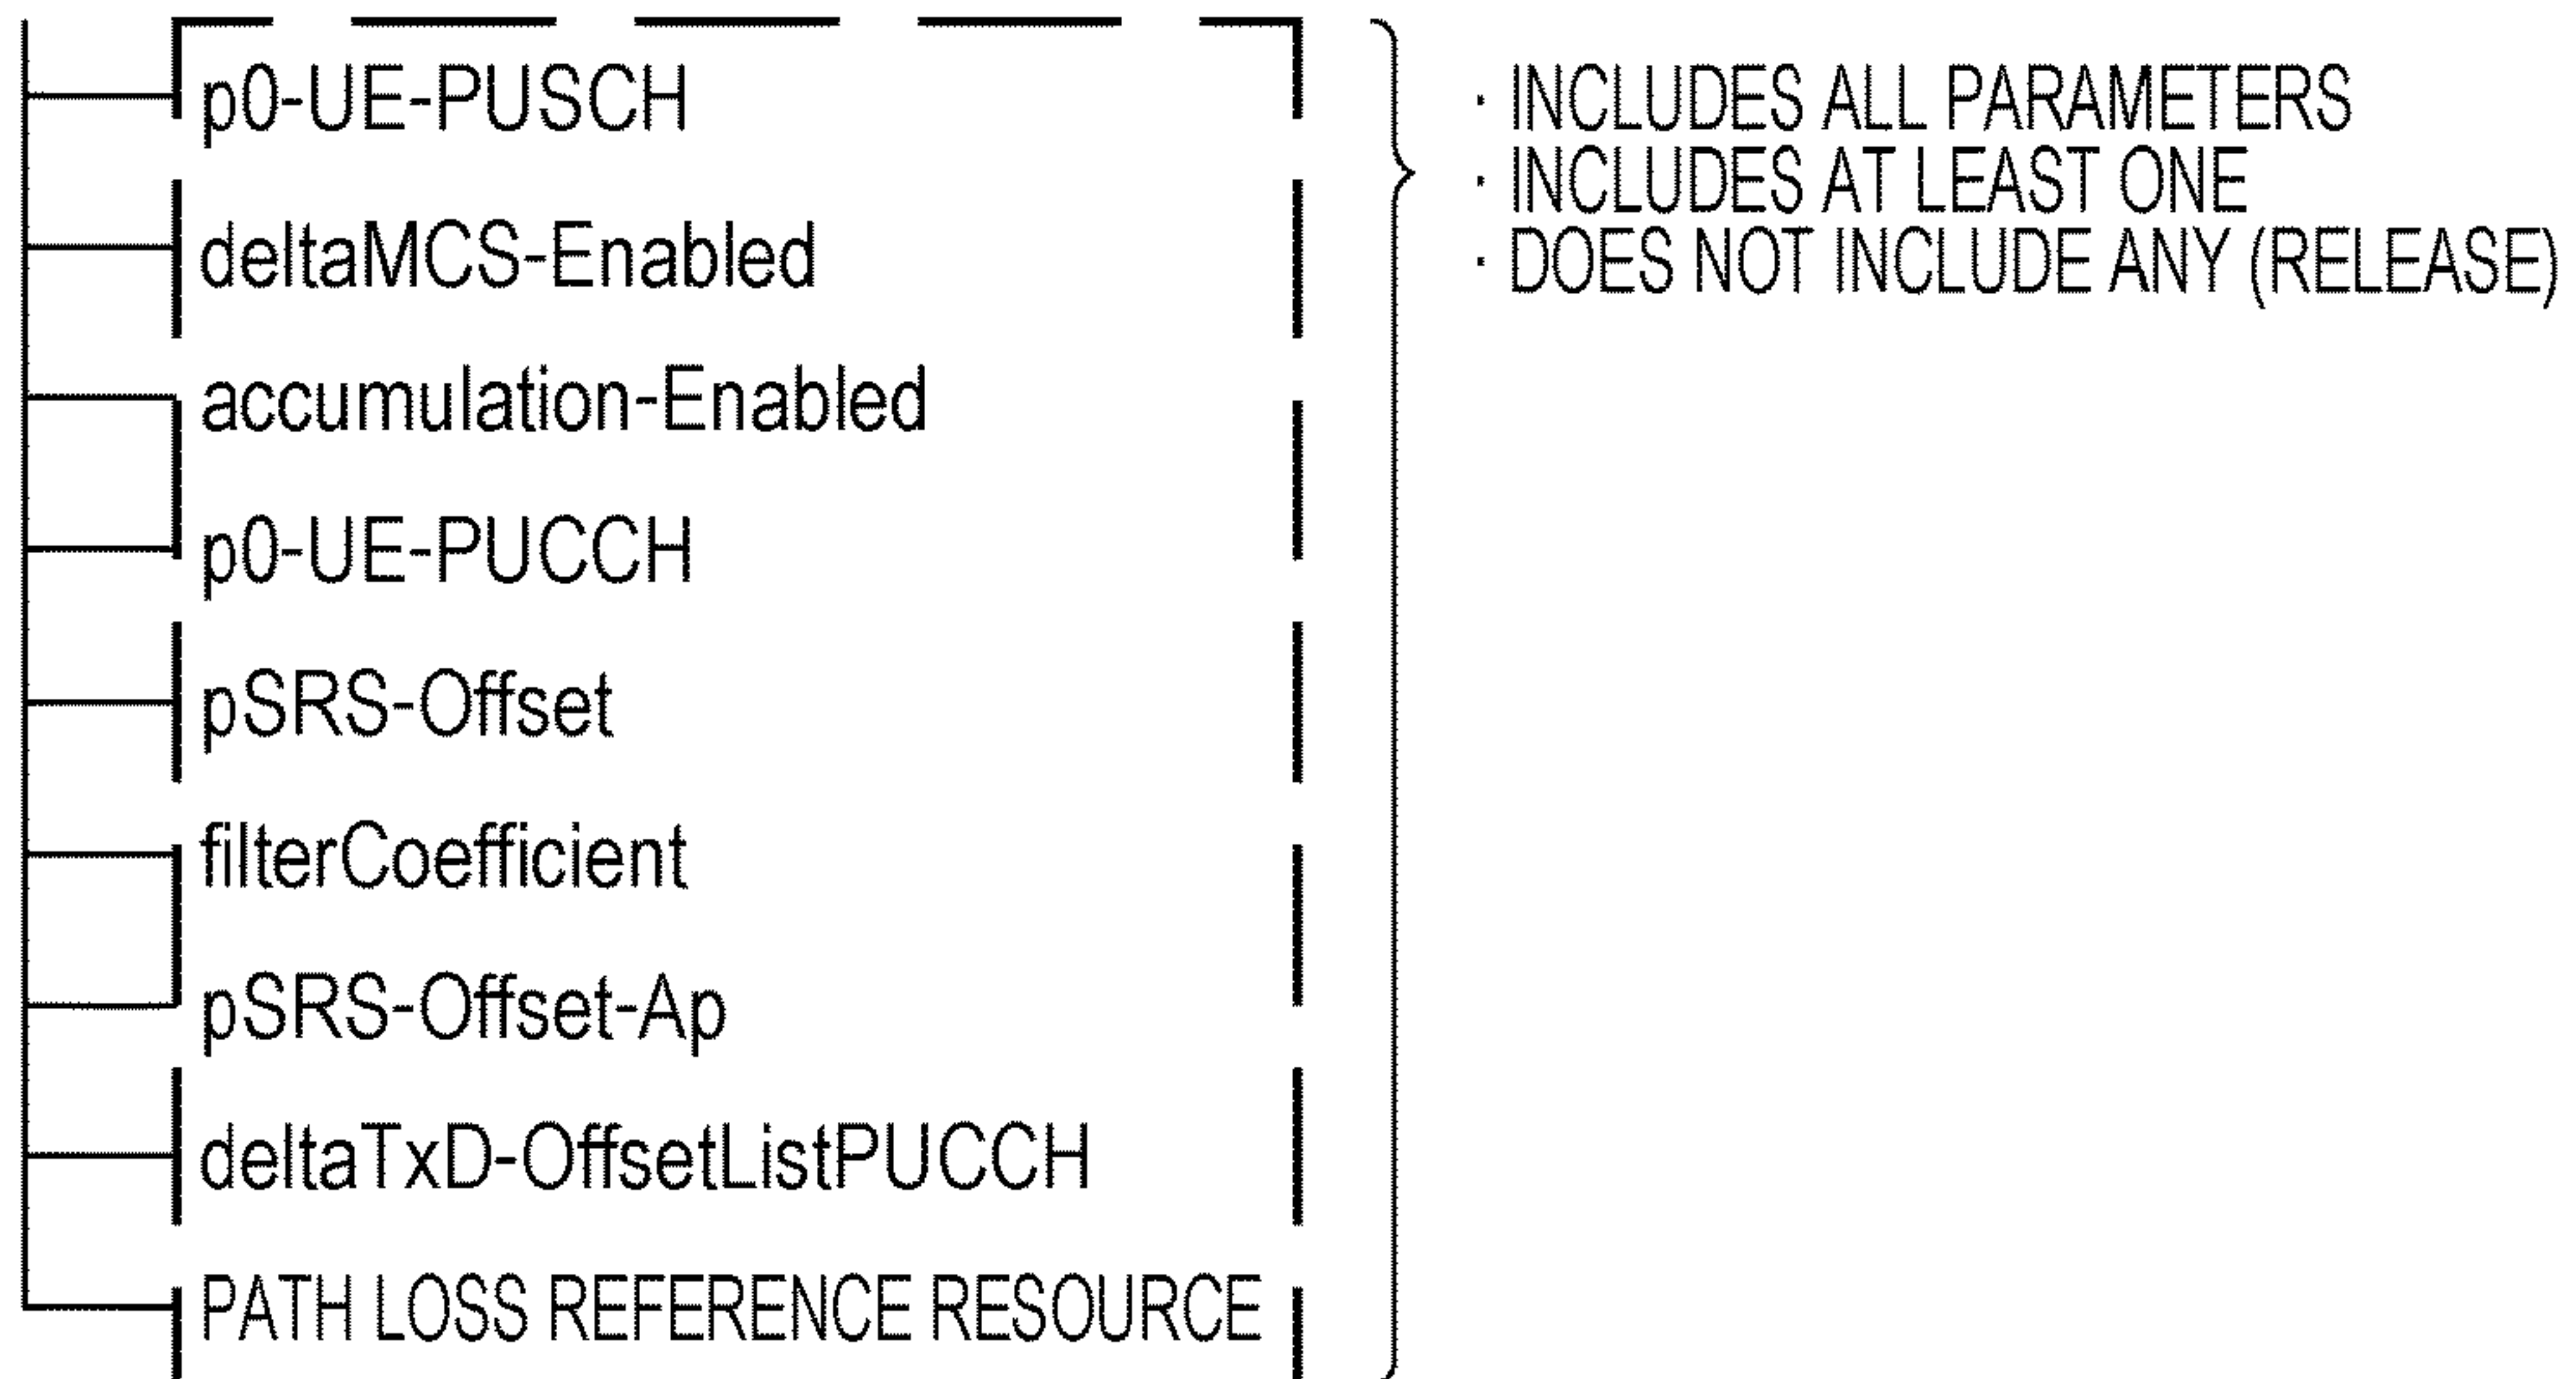 p0-UE-PUSCH
deltaMCS-Enabled
accumulation-Enabled
p0-UE-PUCCH
pSRS-Offset
filterCoefficient
pSRS-Offset-Ap
deltaTxD-OffsetListPUCCH
PATH LOSS REFERENCE RESOURCE
· INCLUDES ALL PARAMETERS
· INCLUDES AT LEAST ONE
· DOES NOT INCLUDE ANY (RELEASE)